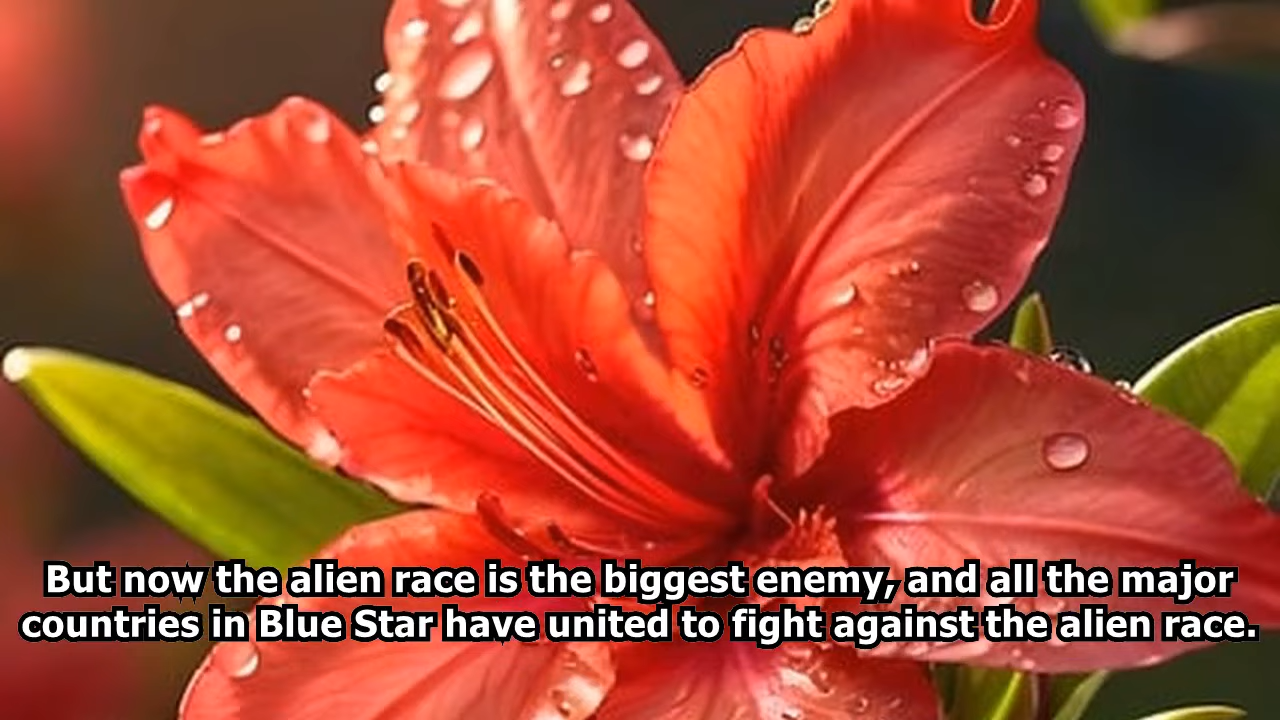 But now the alien race is the biggest enemy, and all the major
countries in Blue Star have united to fight against the alien race.